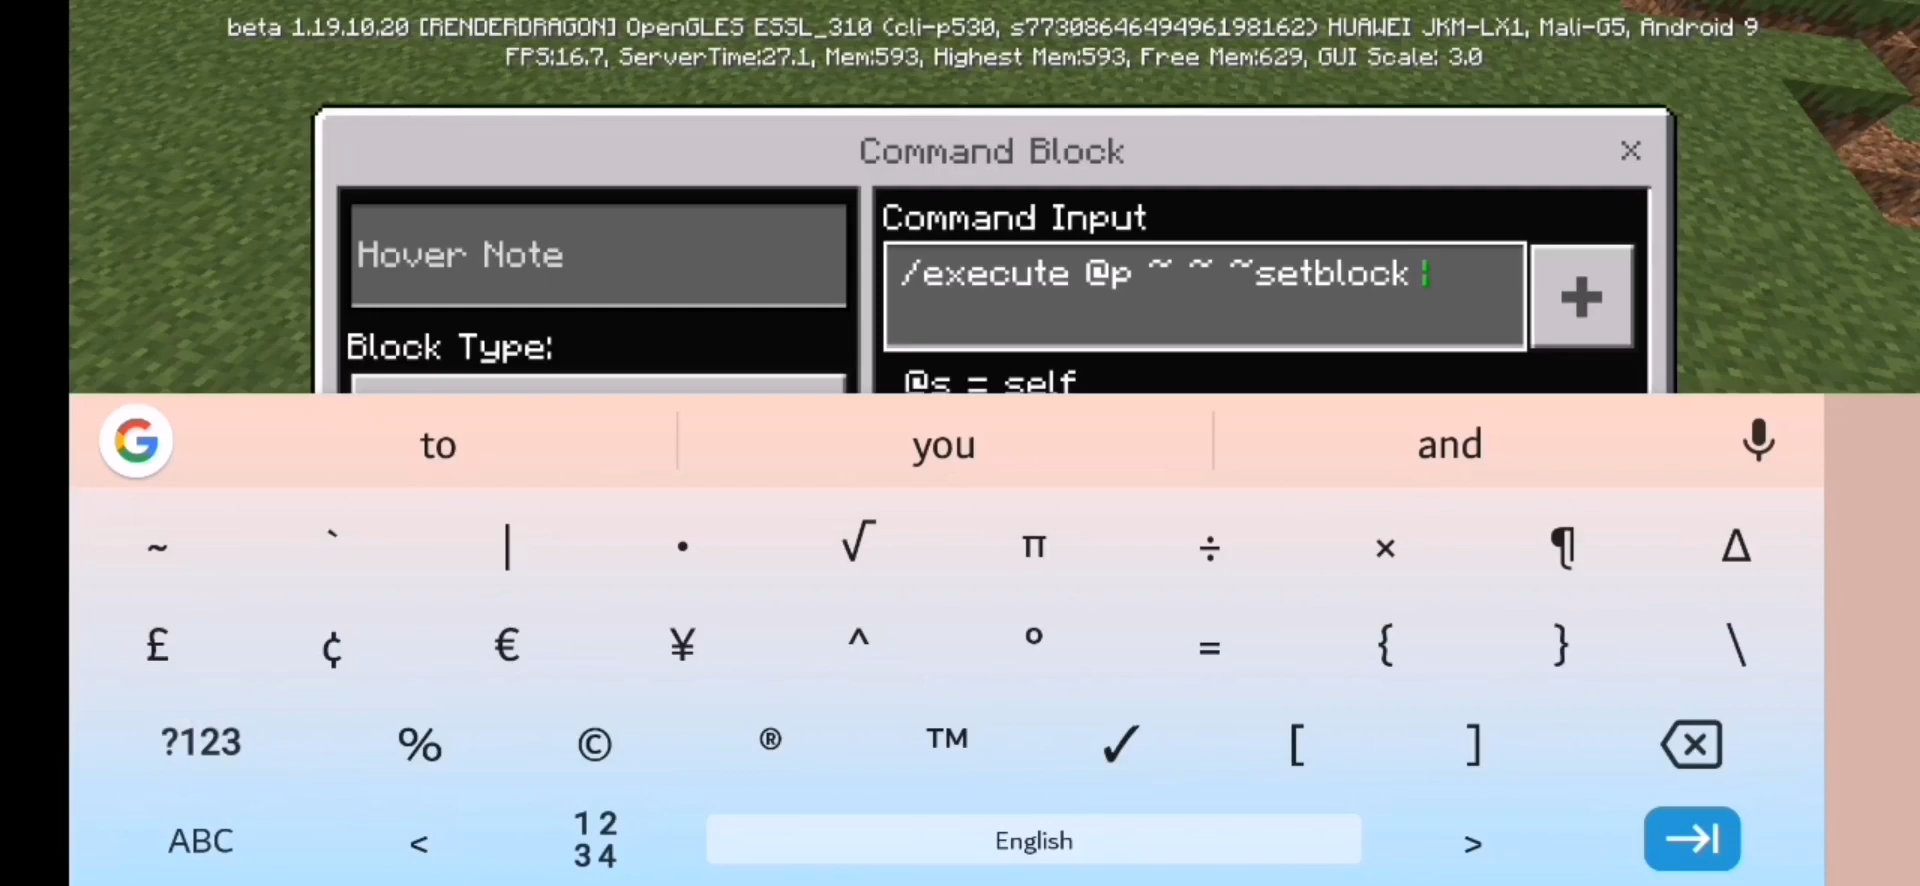 beta 1.19.10.20 [RENDERDRAGON] OpenGLES ESSL_310 (cli-p530, s7730864649496198162) HUAWEI JKM-LX1, Mali-G5, Android 9
FPS:16.7, ServerTime:27.1, Mem:593, Highest Mem:593, Free Mem:629, GUI Scale: 3.0
Command Block ×
Hover Note
Block Type:
Command Input
/execute @p ~ ~ ~setblock
+
@s = self
G to you and
~ ` | • √ π ÷ × ¶ Δ
£ ¢ € ¥ ^ ° = { } \
?123 % © ® ™ ✓ [ ]
ABC < 1 2 3 4 English >